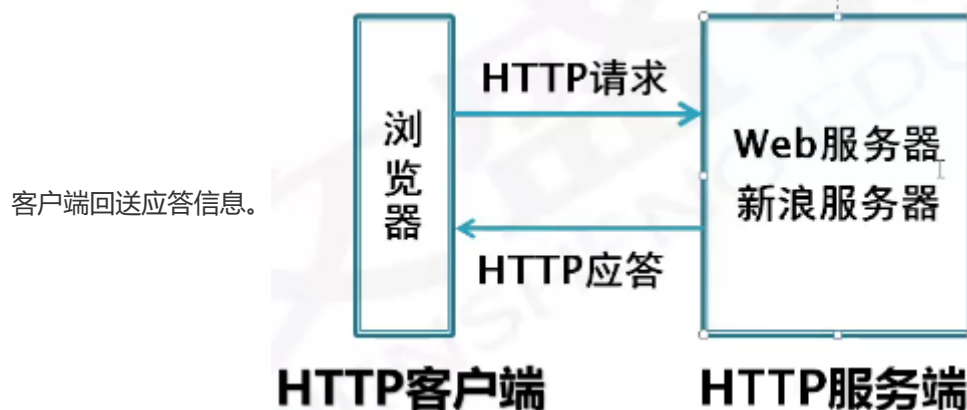 客户端回送应答信息。
HTTP请求
浏
览
器
Web服务器
新浪服务器
HTTP应答
HTTP客户端
HTTP服务端